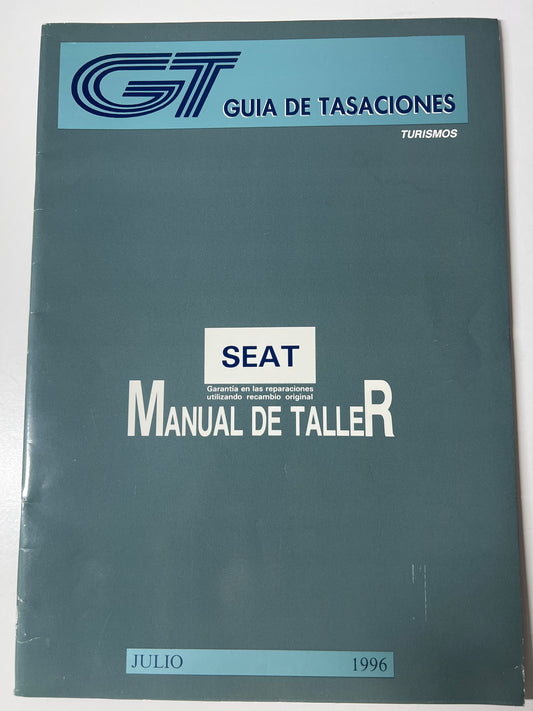 GT GUIA DE TASACIONES
TURISMOS
SEAT
Garantía en las reparaciones
utilizando recambio original
MANUAL DE TALLER
JULIO 1996